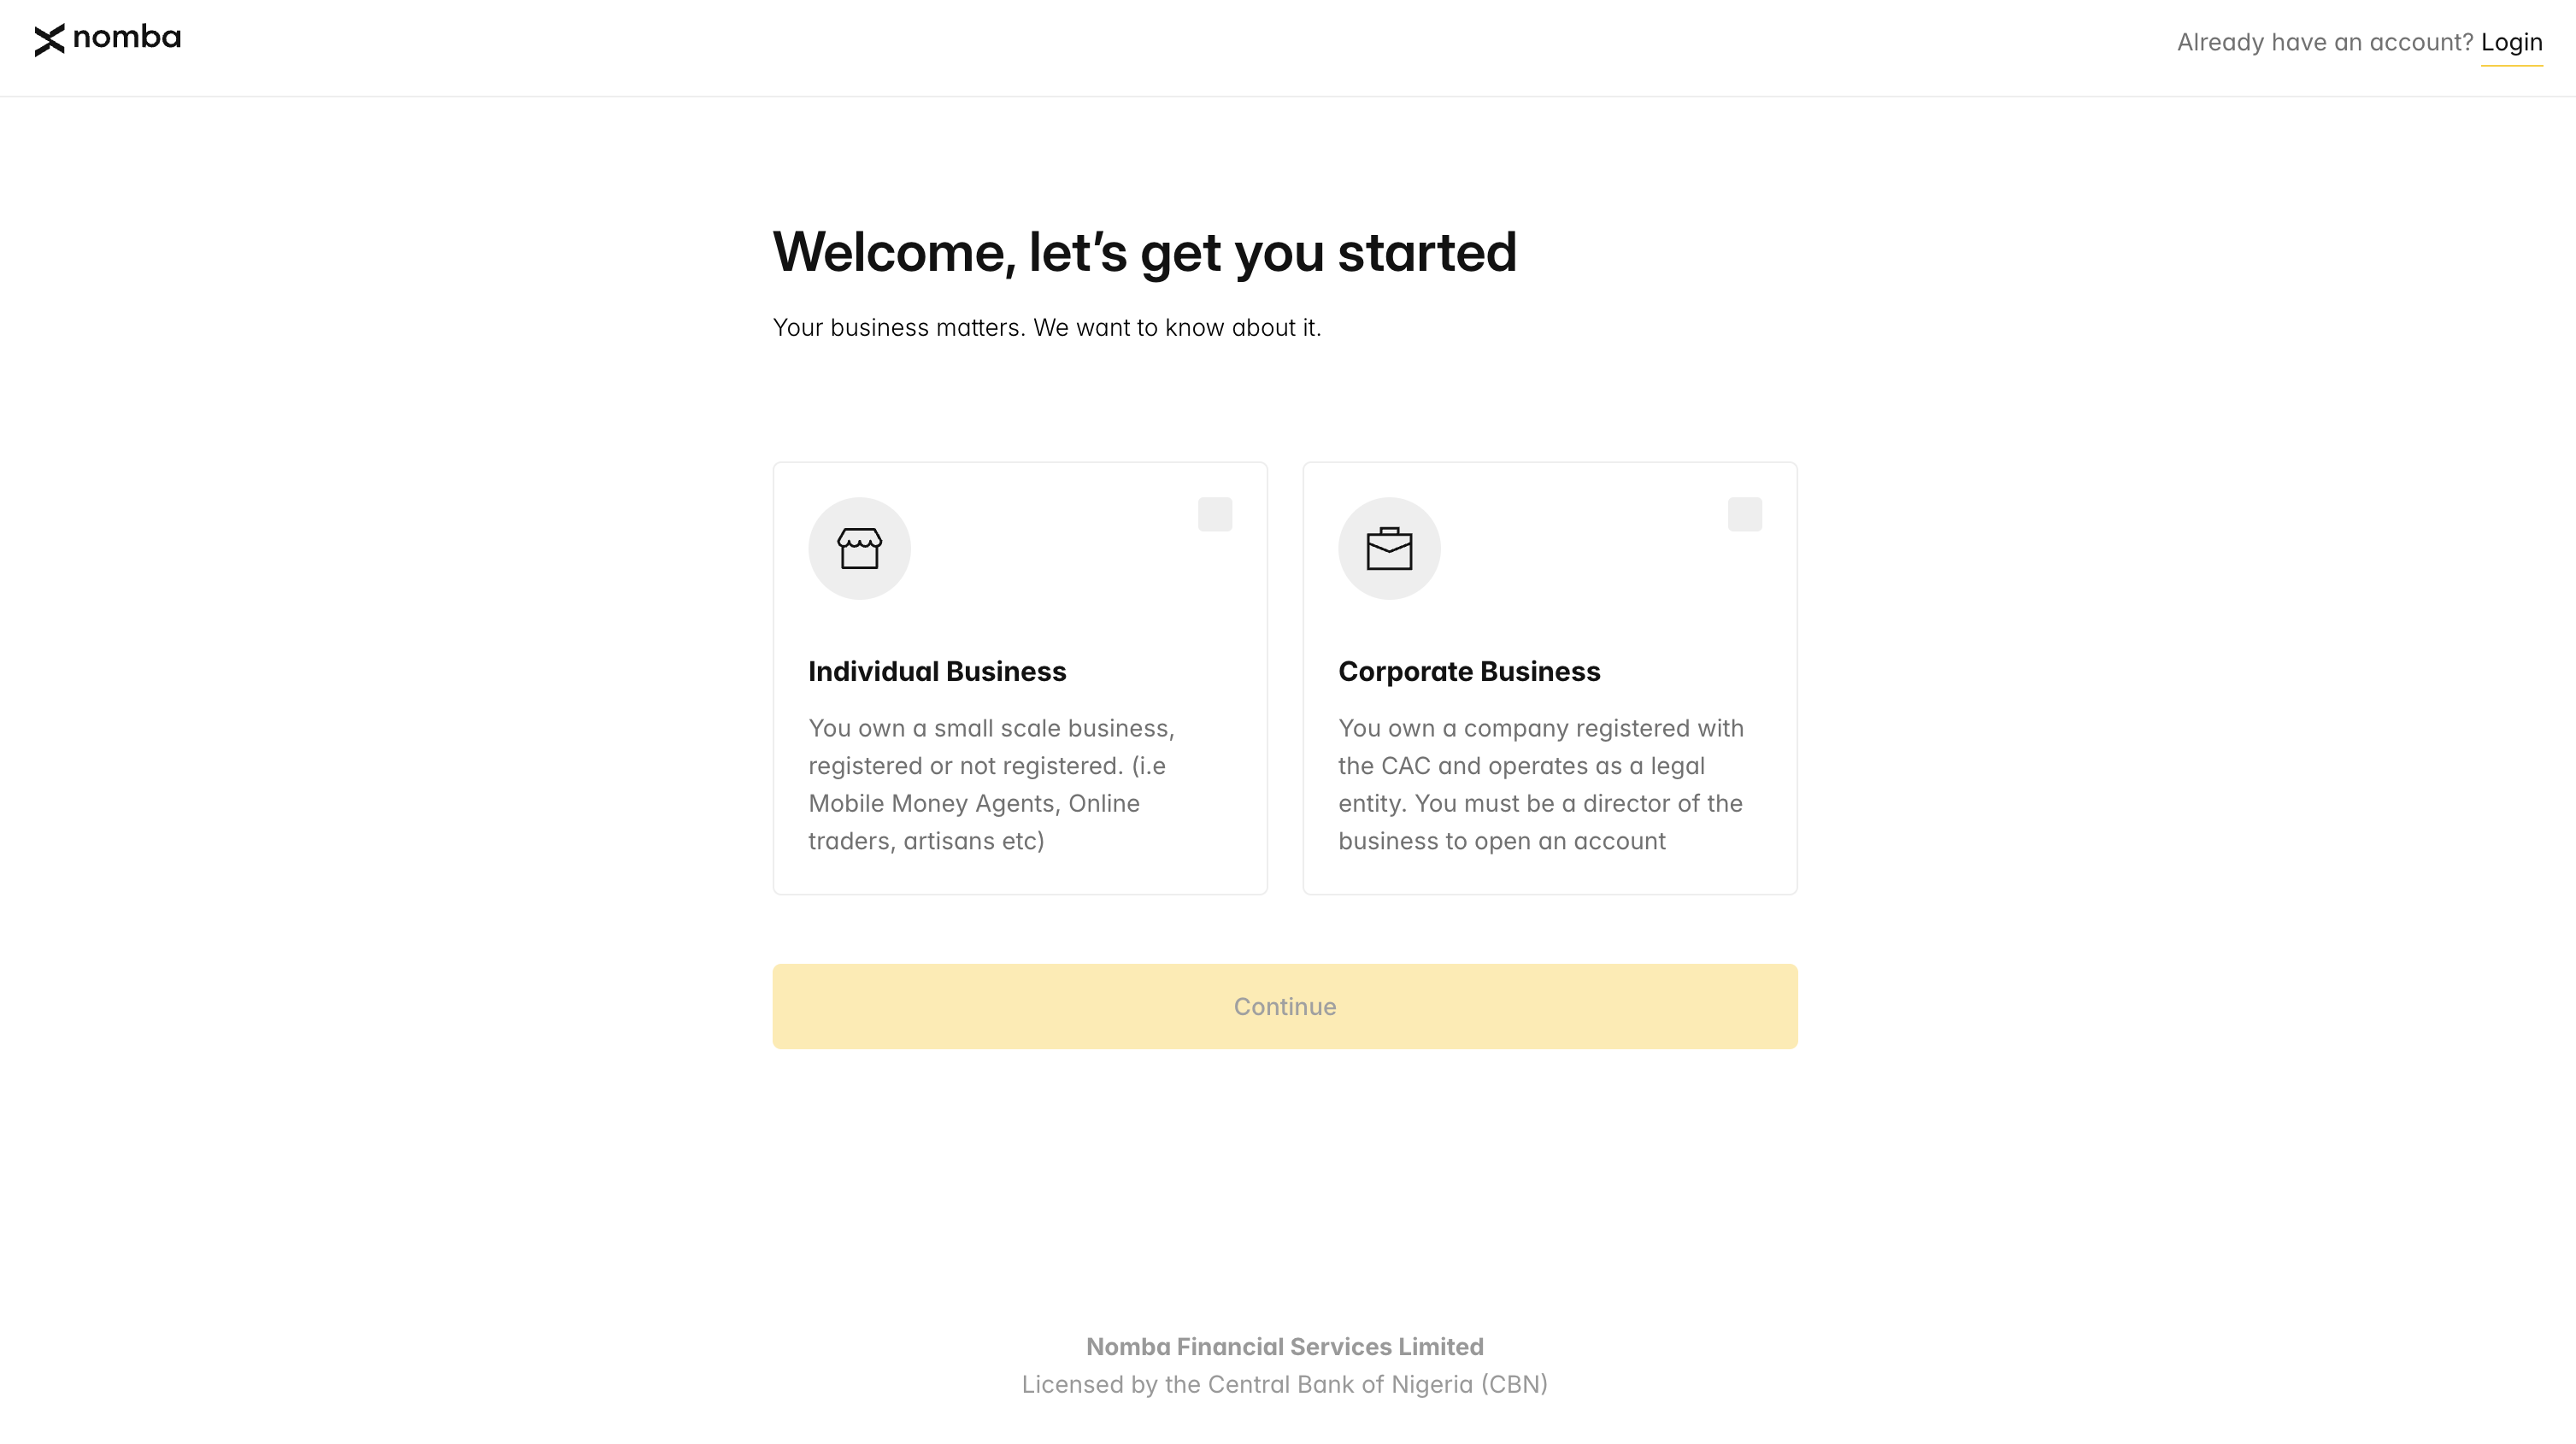 nomba
Already have an account? Login
Welcome, let’s get you started
Your business matters. We want to know about it.
Individual Business
You own a small scale business,
registered or not registered. (i.e
Mobile Money Agents, Online
traders, artisans etc)
Corporate Business
You own a company registered with
the CAC and operates as a legal
entity. You must be a director of the
business to open an account
Continue
Nomba Financial Services Limited
Licensed by the Central Bank of Nigeria (CBN)